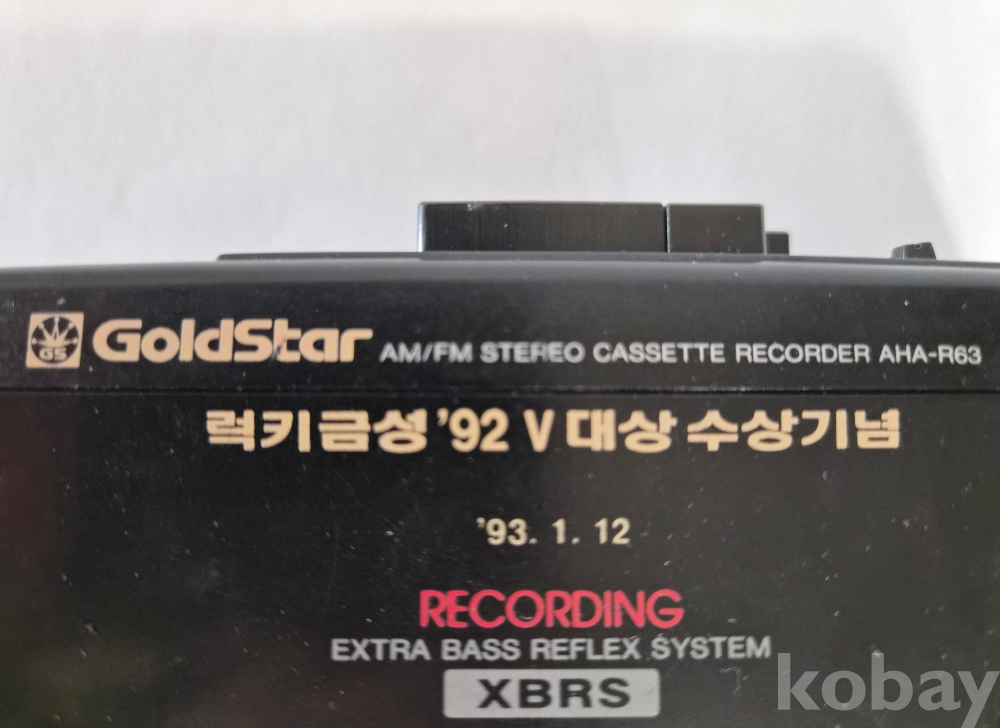 GS GoldStar AM/FM STEREO CASSETTE RECORDER AHA-R63
럭키금성 '92 V 대상 수상기념
'93. 1. 12
RECORDING
EXTRA BASS REFLEX SYSTEM
XBRS
kobay